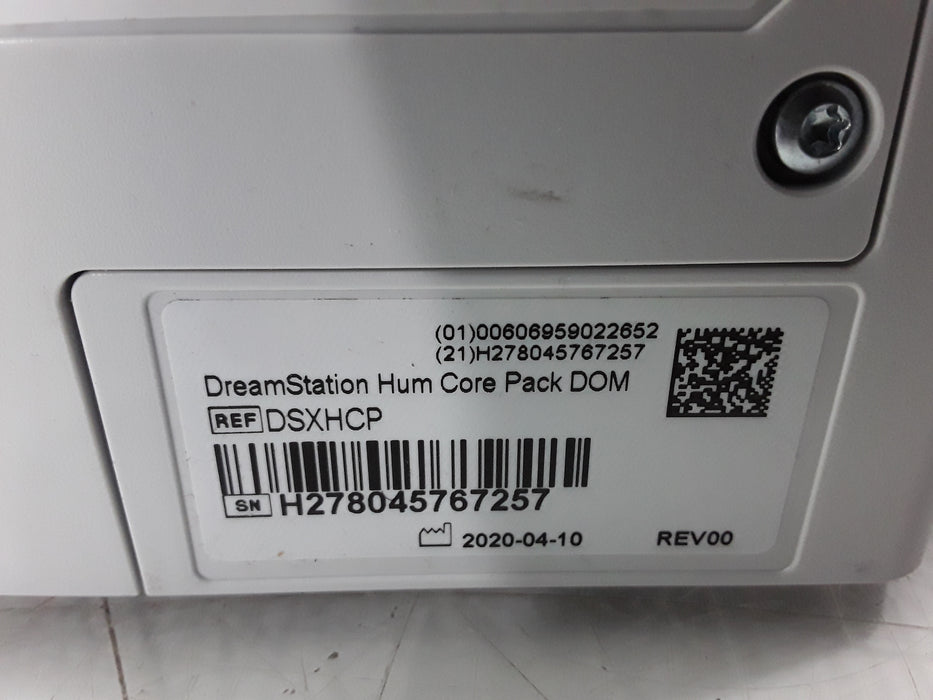 (01)00606959022652
(21)H278045767257
DreamStation Hum Core Pack DOM
REF DSXHCP
SN H278045767257
2020-04-10 REV00